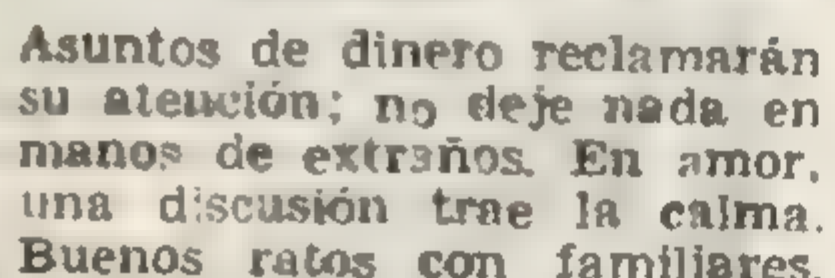 Asuntos de dinero reclamarán
su atención; no deje nada en
manos de extraños. En amor,
una discusión trae la calma.
Buenos ratos con familiares.